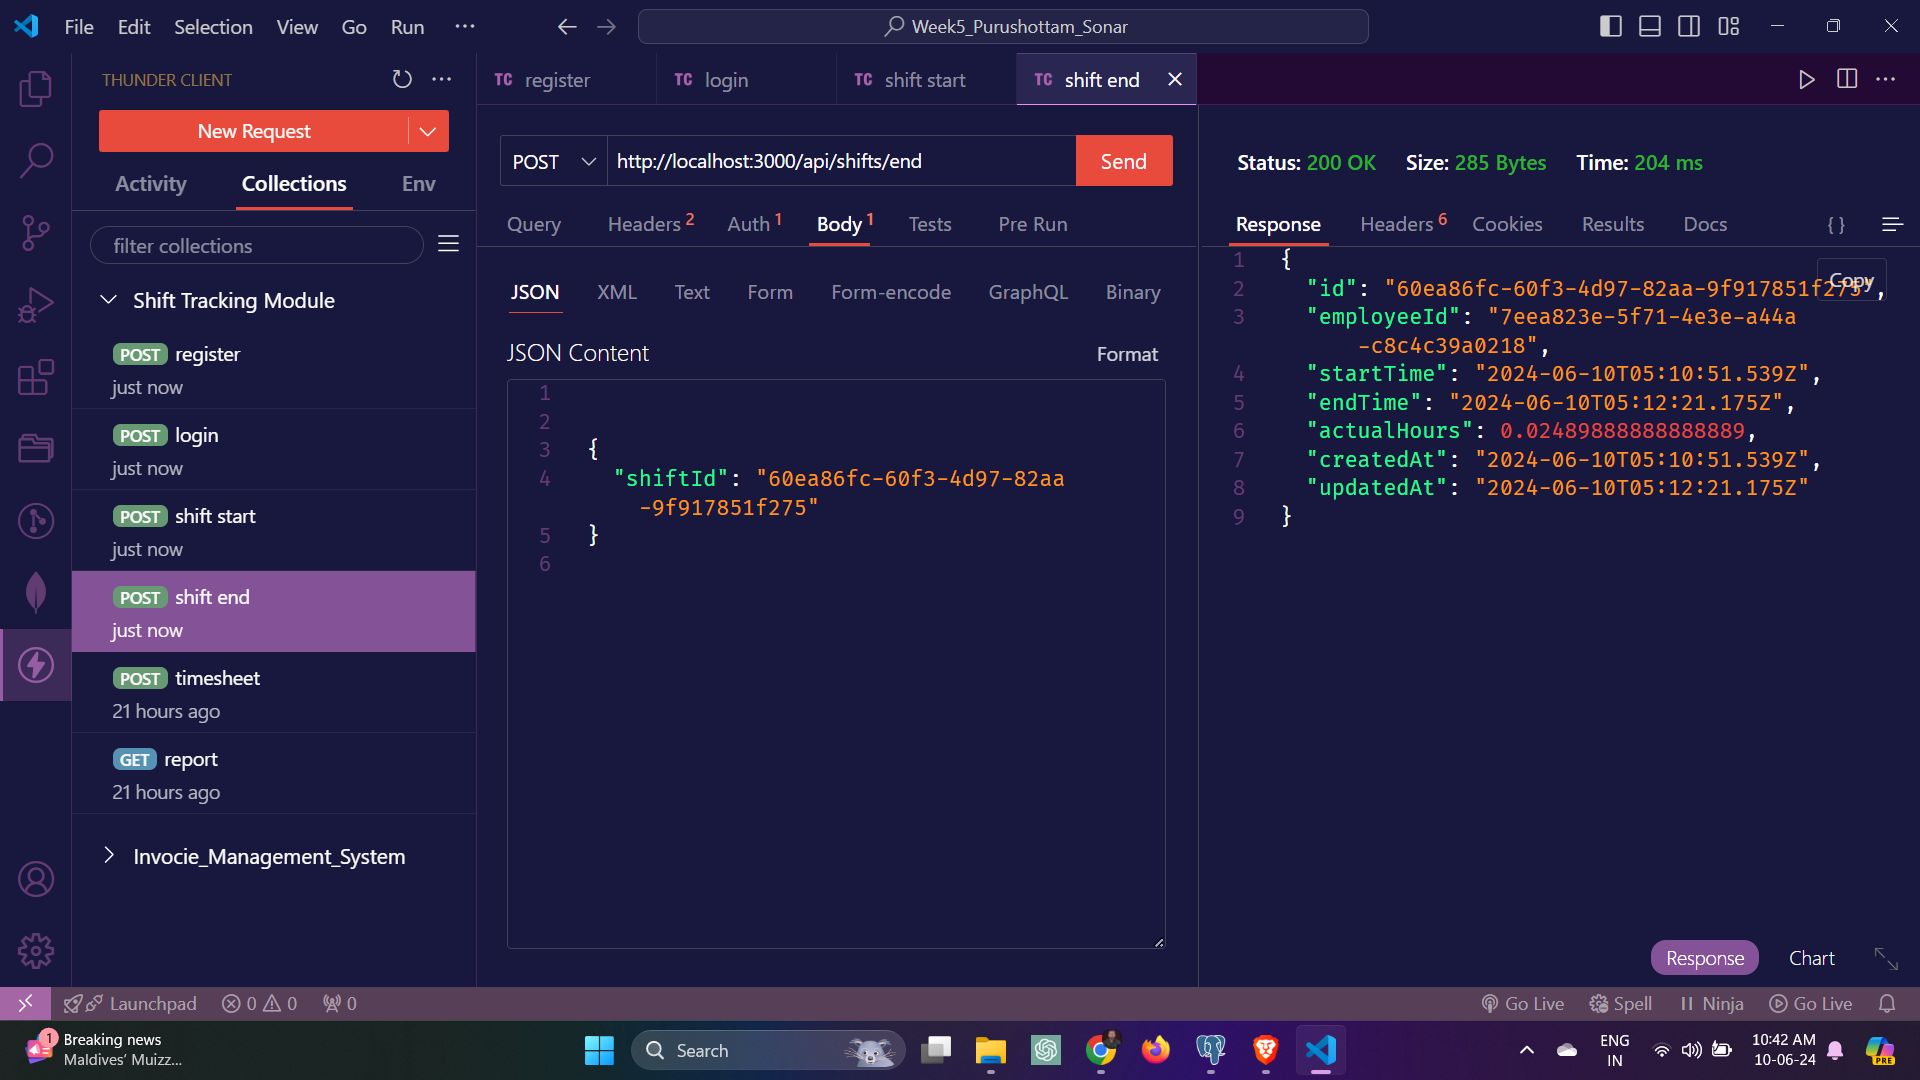 File Edit Selection View Go Run ···
Week5_Purushottam_Sonar
THUNDER CLIENT
New Request
Activity Collections Env
filter collections
Shift Tracking Module
POST register
just now
POST login
just now
POST shift start
just now
POST shift end
just now
POST timesheet
21 hours ago
GET report
21 hours ago
Invocie_Management_System
TC register TC login TC shift start TC shift end
POST http://localhost:3000/api/shifts/end Send
Query Headers 2 Auth 1 Body 1 Tests Pre Run
JSON XML Text Form Form-encode GraphQL Binary
JSON Content Format
1
2
3 {
4 "shiftId": "60ea86fc-60f3-4d97-82aa
-9f917851f275"
5 }
6
Status: 200 OK Size: 285 Bytes Time: 204 ms
Response Headers 6 Cookies Results Docs { }
Copy
1 {
2 "id": "60ea86fc-60f3-4d97-82aa-9f917851f275",
3 "employeeId": "7eea823e-5f71-4e3e-a44a
-c8c4c39a0218",
4 "startTime": "2024-06-10T05:10:51.539Z",
5 "endTime": "2024-06-10T05:12:21.175Z",
6 "actualHours": 0.02489888888888889,
7 "createdAt": "2024-06-10T05:10:51.539Z",
8 "updatedAt": "2024-06-10T05:12:21.175Z"
9 }
Response Chart
Launchpad 0 0 0 Go Live Spell Ninja Go Live
1 Breaking news
Maldives' Muizz...
Search
ENG
IN
10:42 AM
10-06-24
PRE